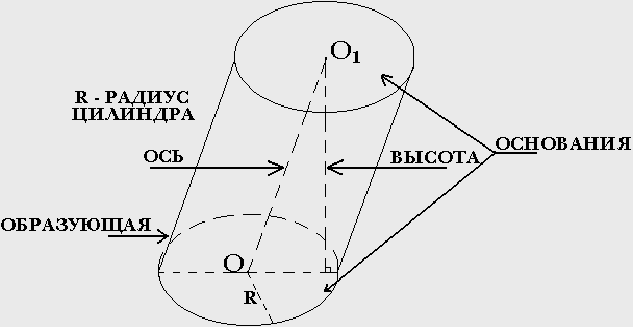 O₁
R - РАДИУС
ЦИЛИНДРА
ОСНОВАНИЯ
ОСЬ
ВЫСОТА
ОБРАЗУЮЩАЯ
O
R